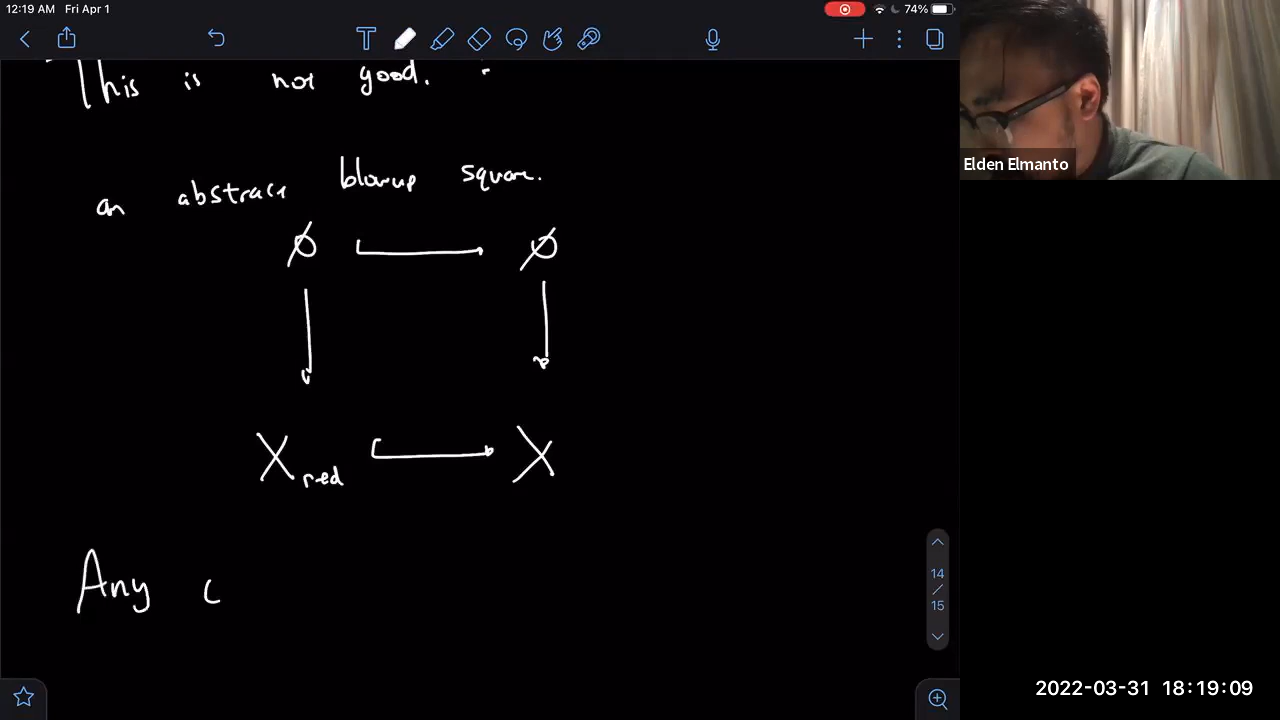 12:19 AM Fri Apr 1
74%
This is not good.
an abstract blowup square.
∅ ∅
X red X
Any c
14
/
15
Elden Elmanto
2022-03-31 18:19:09